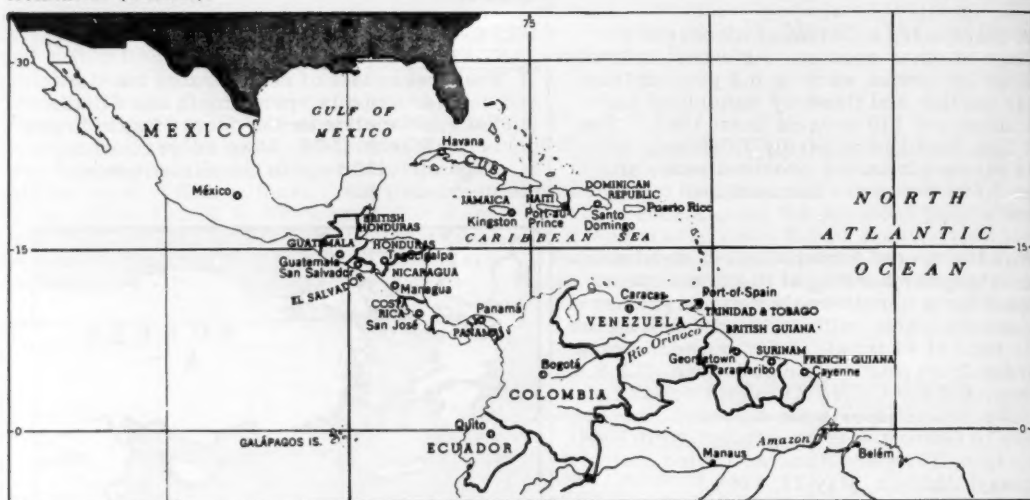 75
30
MEXICO
MEXICO
Havana
CUBA
México
JAMAICA
Kingston
HAITI
Port-au
Prince
DOMINICAN
REPUBLIC
Santo
Domingo
Puerto Rico
NORTH
ATLANTIC
OCEAN
CARIBBEAN SEA
15
15
BRITISH
HONDURAS
GUATEMALA
Guatemala
HONDURAS
Tegucigalpa
San Salvador
EL SALVADOR
NICARAGUA
Managua
COSTA
RICA
San José
Panamá
PANAMA
Caracas
VENEZUELA
Port-of-Spain
TRINIDAD & TOBAGO
Río Orinoco
BRITISH GUIANA
Georgetown
SURINAM
Paramaribo
FRENCH GUIANA
Cayenne
Bogotá
COLOMBIA
0
0
Quito
ECUADOR
GALÁPAGOS IS.
Amazon
Manaus
Belém